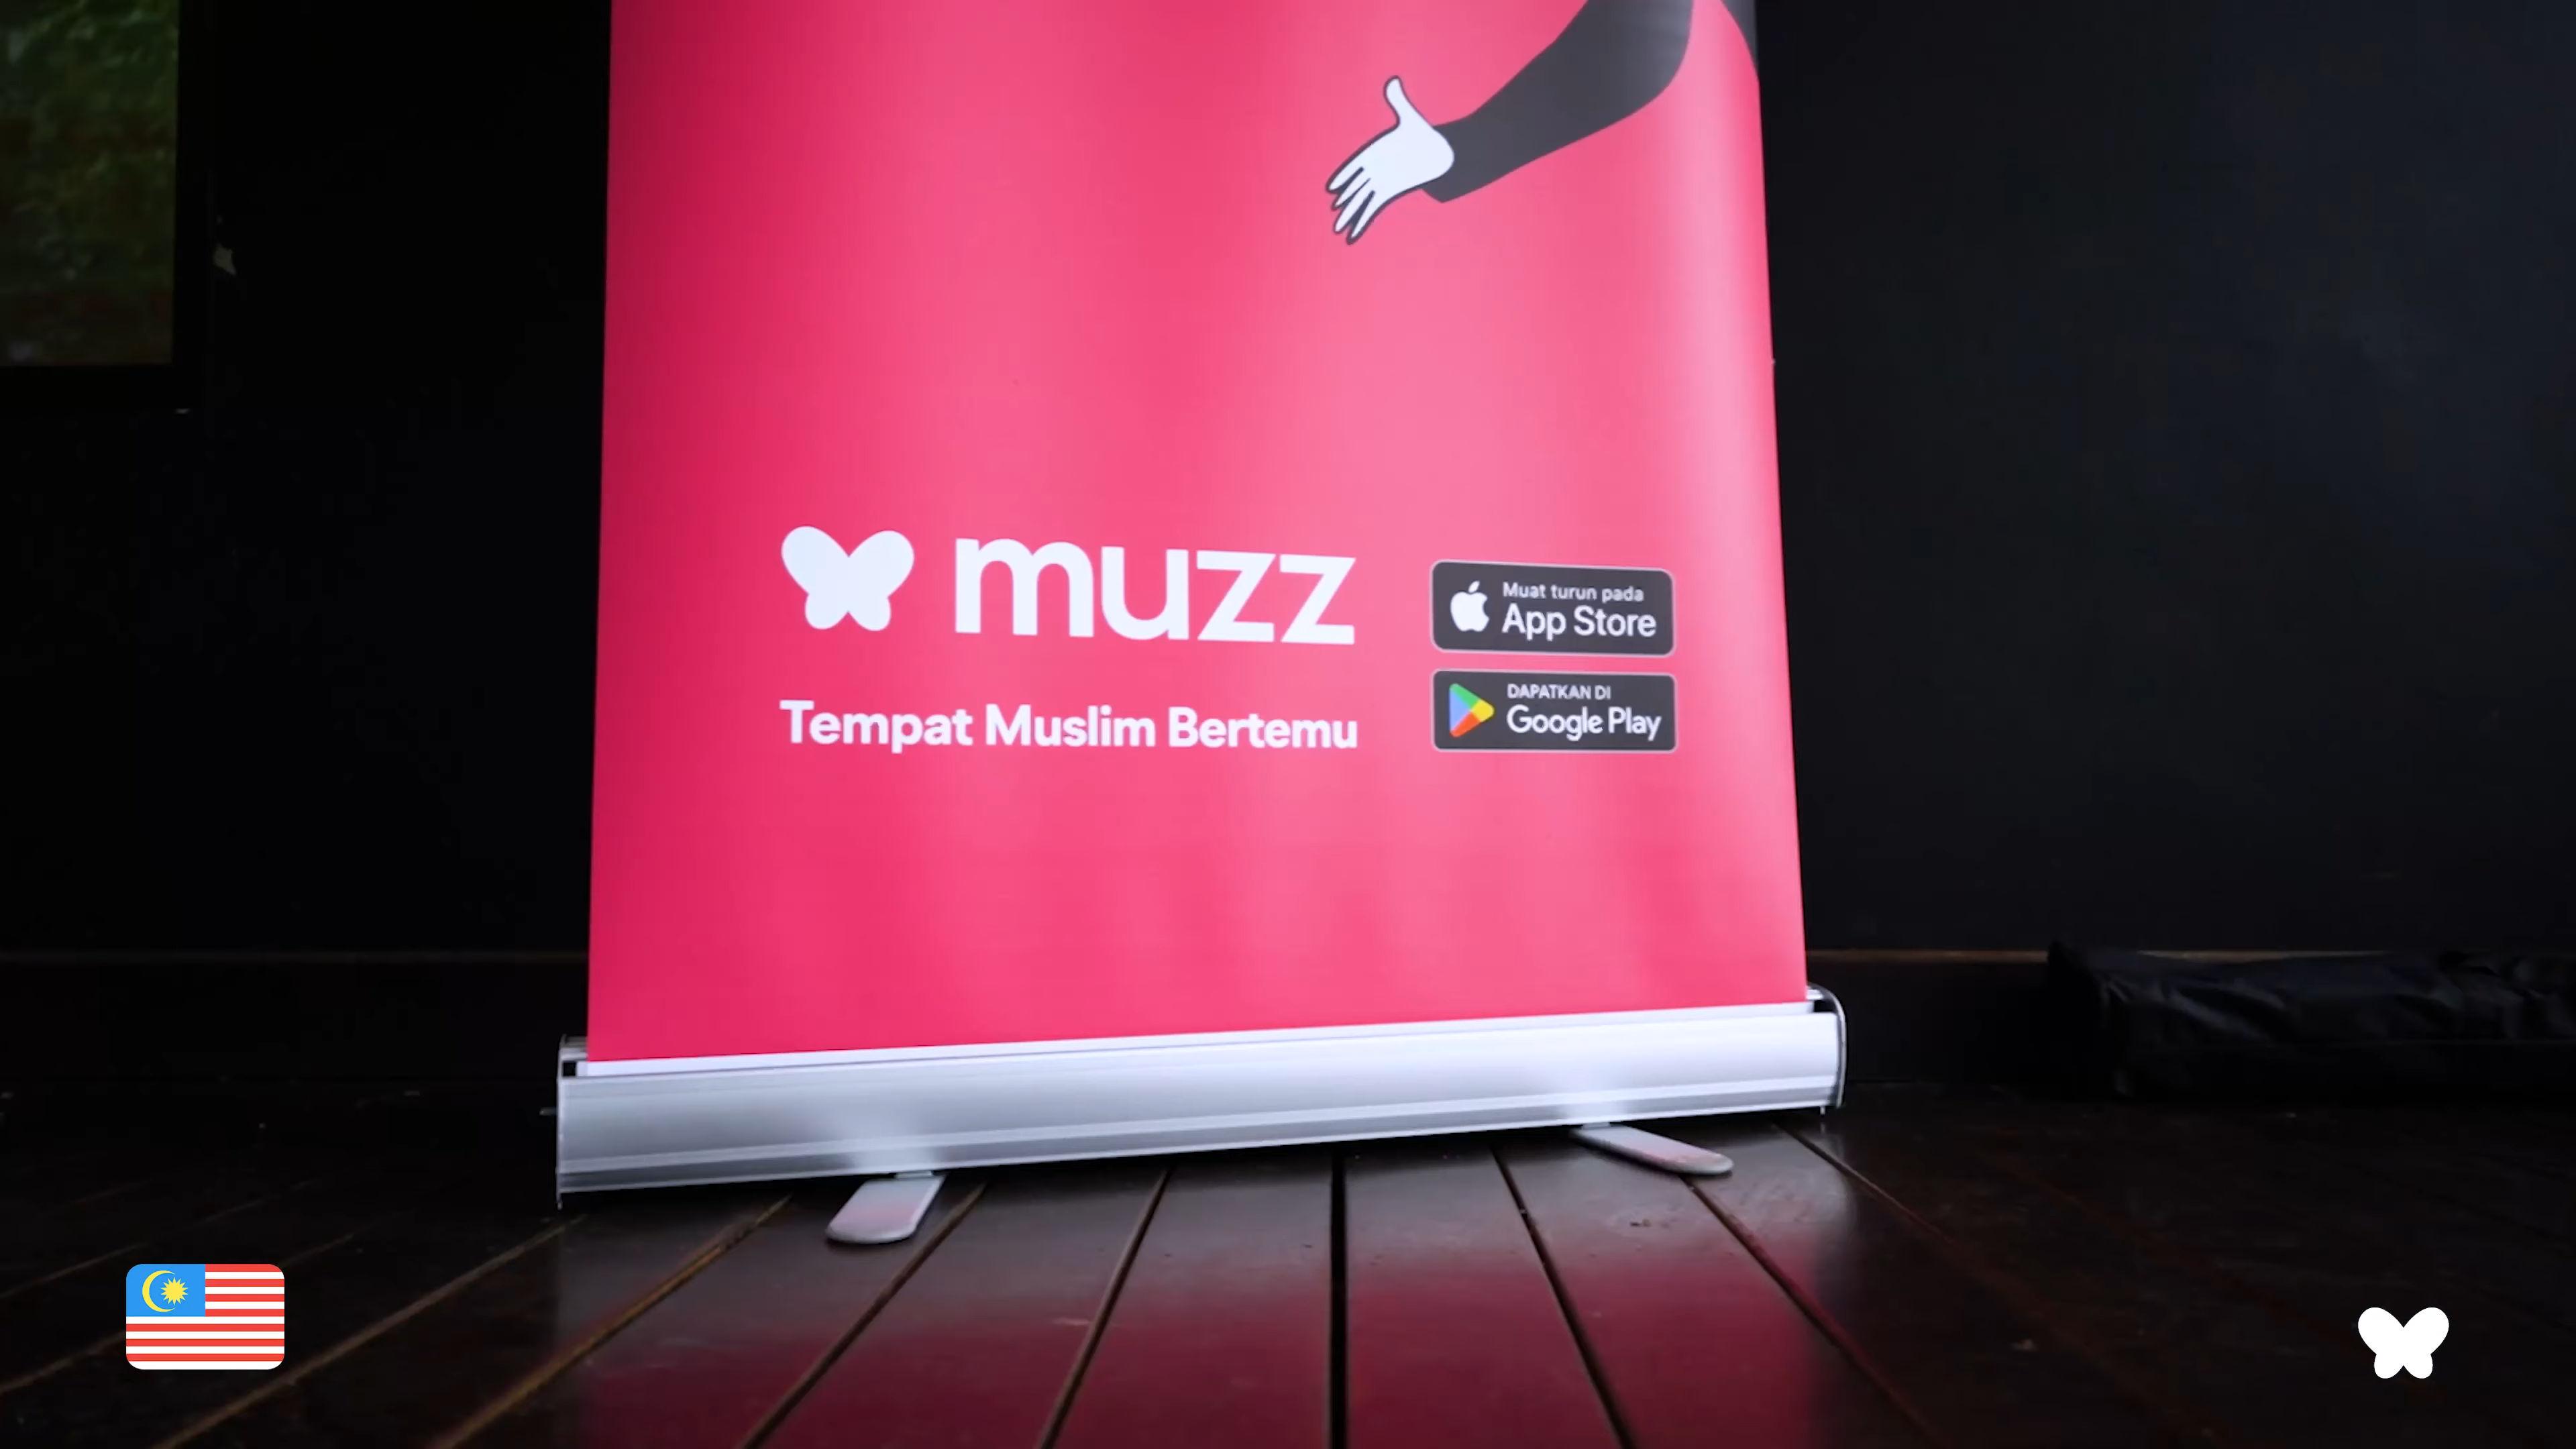 muzz
Tempat Muslim Bertemu
Muat turun pada
App Store
DAPATKAN DI
Google Play